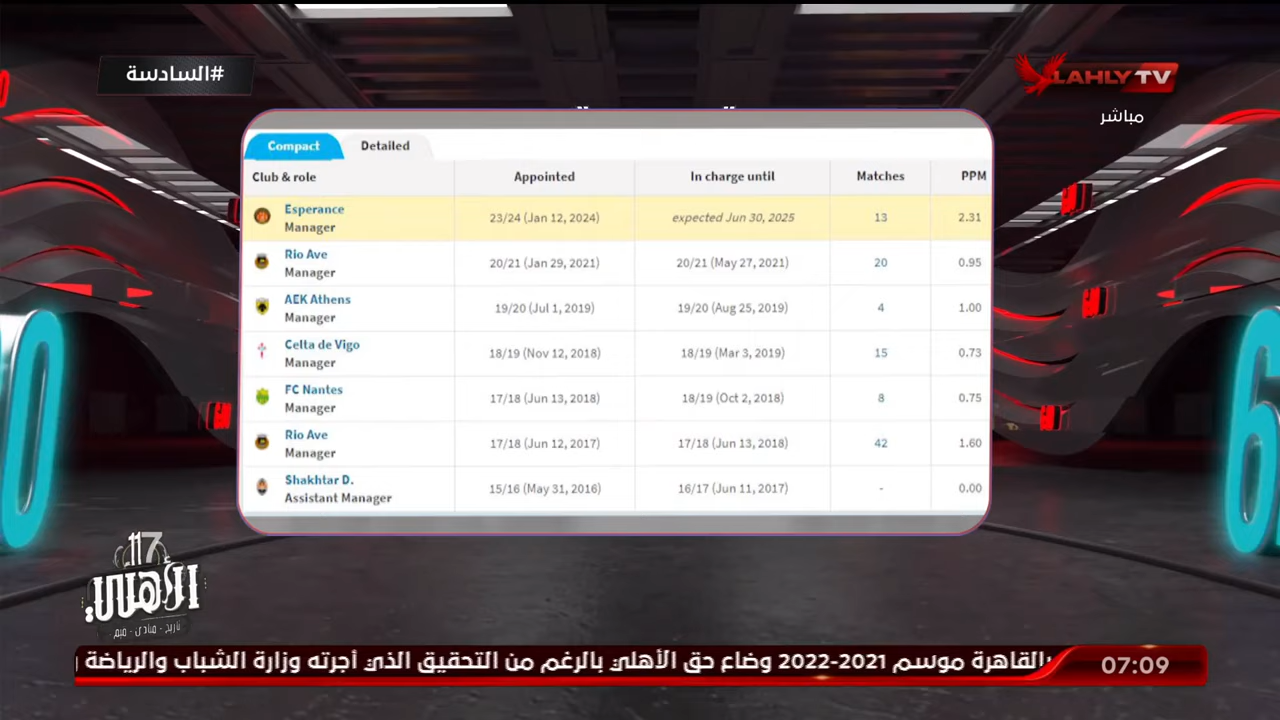 #السادسة
LAHLY TV
مباشر
Compact Detailed
Club & role Appointed In charge until Matches PPM
Esperance
Manager 23/24 (Jan 12, 2024) expected Jun 30, 2025 13 2.31
Rio Ave
Manager 20/21 (Jan 29, 2021) 20/21 (May 27, 2021) 20 0.95
AEK Athens
Manager 19/20 (Jul 1, 2019) 19/20 (Aug 25, 2019) 4 1.00
Celta de Vigo
Manager 18/19 (Nov 12, 2018) 18/19 (Mar 3, 2019) 15 0.73
FC Nantes
Manager 17/18 (Jun 13, 2018) 18/19 (Oct 2, 2018) 8 0.75
Rio Ave
Manager 17/18 (Jun 12, 2017) 17/18 (Jun 13, 2018) 42 1.60
Shakhtar D.
Assistant Manager 15/16 (May 31, 2016) 16/17 (Jun 11, 2017) - 0.00
0
6
117
الأهلي
تاريخ - مبادئ - قيم
بالقاهرة موسم 2021-2022 وضاع حق الأهلي بالرغم من التحقيق الذي أجرته وزارة الشباب والرياضة
07:09